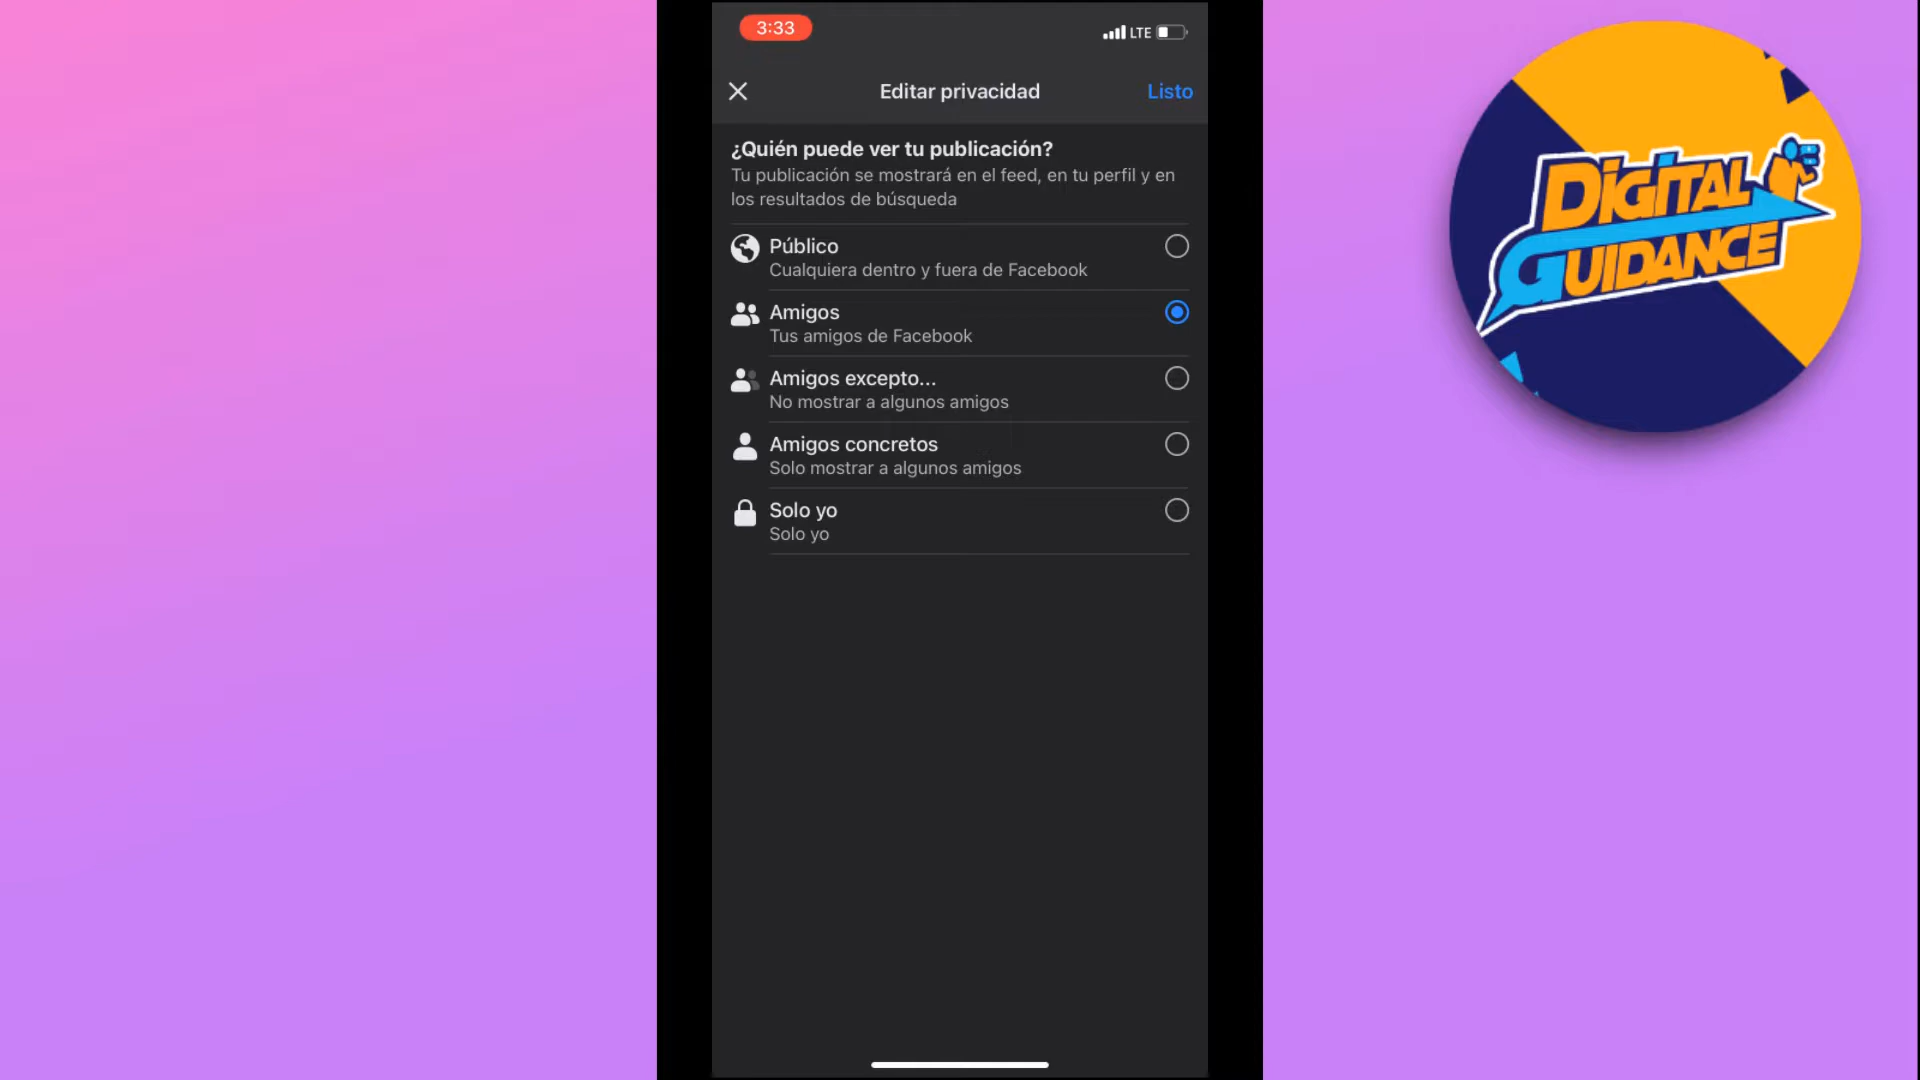 3:33
LTE
Editar privacidad
Listo
¿Quién puede ver tu publicación?
Tu publicación se mostrará en el feed, en tu perfil y en
los resultados de búsqueda
Público
Cualquiera dentro y fuera de Facebook
Amigos
Tus amigos de Facebook
Amigos excepto...
No mostrar a algunos amigos
Amigos concretos
Solo mostrar a algunos amigos
Solo yo
Solo yo
DIGITAL
GUIDANCE